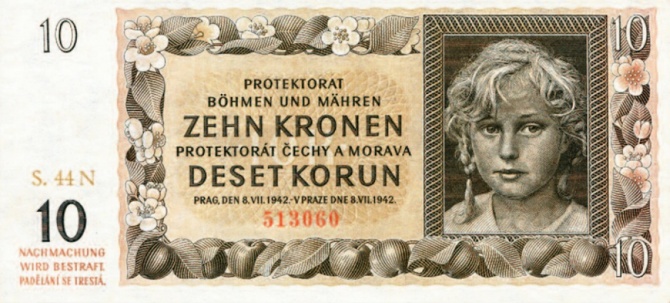 10
10
PROTEKTORAT
BÖHMEN UND MÄHREN
ZEHN KRONEN
PROTEKTORÁT ČECHY A MORAVA
DESET KORUN
PRAG, DEN 8. VII. 1942.·V PRAZE DNE 8. VII. 1942.
513060
S. 44 N
10
NACHMACHUNG
WIRD BESTRAFT.
PADĚLÁNÍ SE TRESTÁ.
10